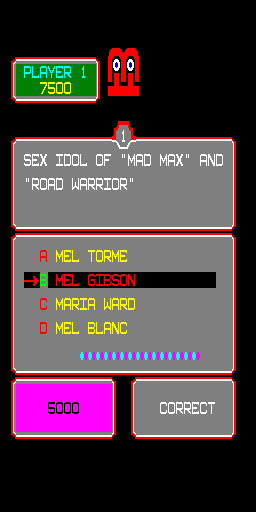 PLAYER 1
7500
1
SEX IDOL OF "MAD MAX" AND
"ROAD WARRIOR"
A MEL TORME
B MEL GIBSON
C MARIA WARD
D MEL BLANC
5000
CORRECT